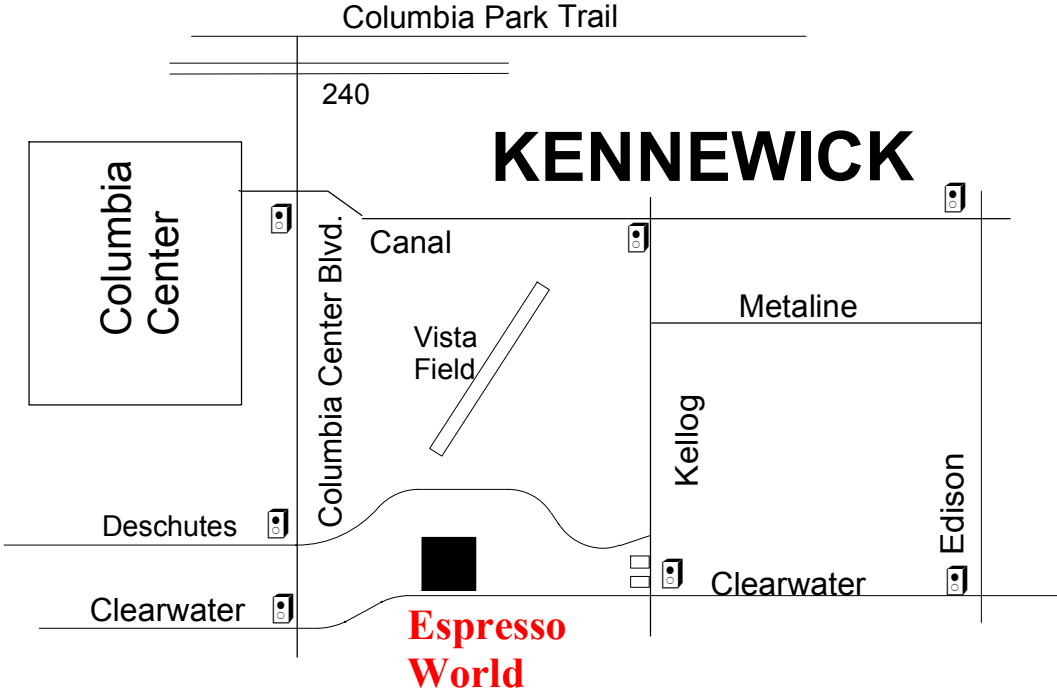 Columbia Park Trail
240
KENNEWICK
Columbia
Center
Columbia Center Blvd.
Canal
Metaline
Vista
Field
Kellog
Edison
Deschutes
Clearwater
Clearwater
Espresso
World